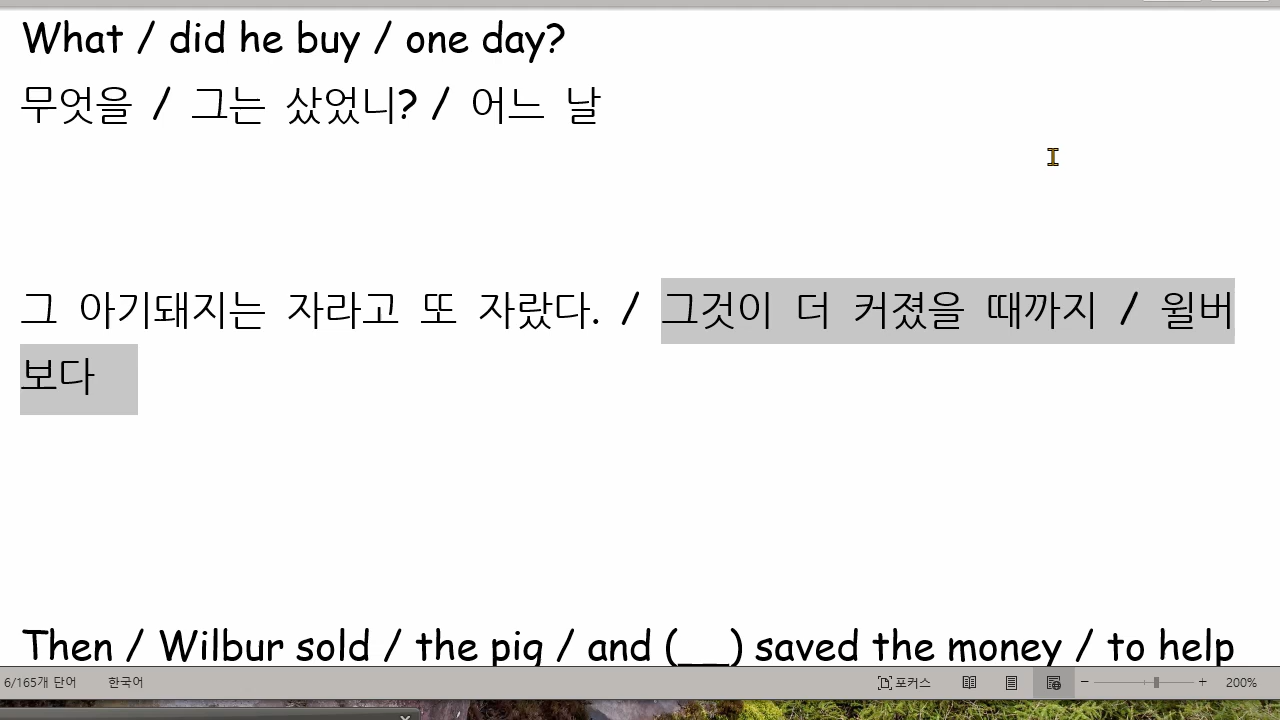 What / did he buy / one day?
무엇을 / 그는 샀었니? / 어느 날
그 아기돼지는 자라고 또 자랐다. / 그것이 더 커졌을 때까지 / 윌버
보다
Then / Wilbur sold / the pig / and (__) saved the money / to help
6/165개 단어 한국어 포커스 200%